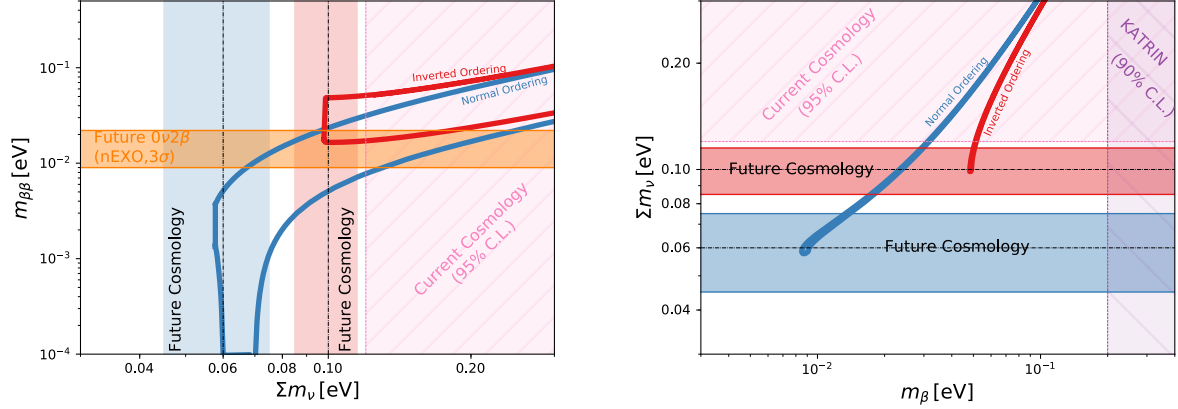 10⁻¹
10⁻²
10⁻³
10⁻⁴
m_ββ [eV]
Inverted Ordering
Normal Ordering
Future 0ν2β
(nEXO,3σ)
Future Cosmology
Future Cosmology
Current Cosmology
(95% C.L.)
0.04
0.06
0.08
0.10
0.20
Σm_ν [eV]
0.20
0.10
0.08
0.06
0.04
Σm_ν [eV]
Current Cosmology
(95% C.L.)
Normal Ordering
Inverted Ordering
KATRIN
(90% C.L.)
Future Cosmology
Future Cosmology
10⁻²
10⁻¹
m_β [eV]